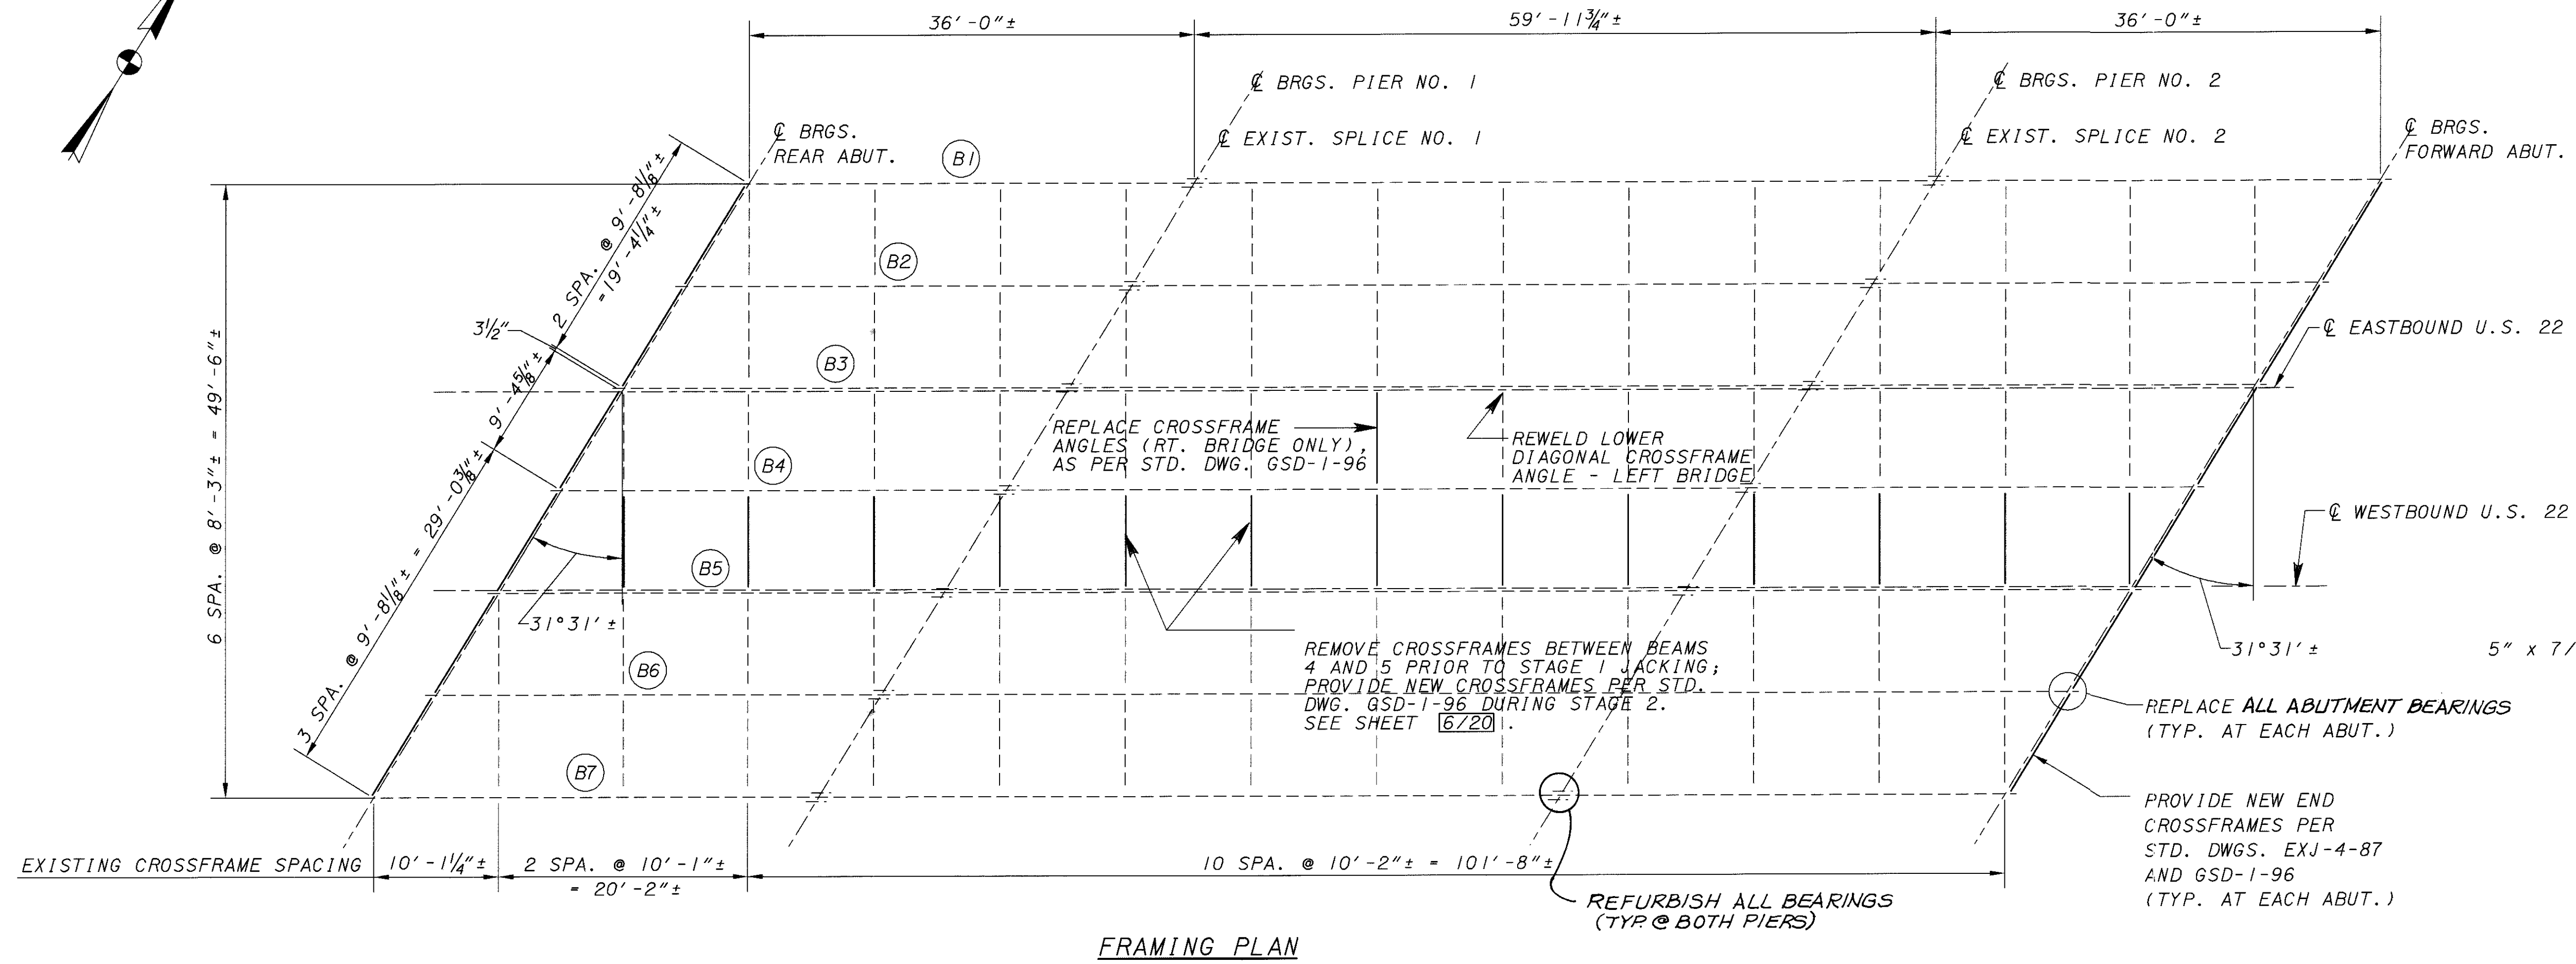 36'-0"±
59'-11¾"±
36'-0"±
℄ BRGS. PIER NO. 1
℄ BRGS. PIER NO. 2
℄ EXIST. SPLICE NO. 1
℄ EXIST. SPLICE NO. 2
℄ BRGS.
REAR ABUT.
℄ BRGS.
FORWARD ABUT.
B1
2 SPA. @ 9'-8⅛"±
=19'-4¼"±
B2
3½"
℄ EASTBOUND U.S. 22
B3
9'-4⅝"±
REPLACE CROSSFRAME
ANGLES (RT. BRIDGE ONLY),
AS PER STD. DWG. GSD-1-96
REWELD LOWER
DIAGONAL CROSSFRAME
ANGLE - LEFT BRIDGE
B4
6 SPA. @ 8'-3"± = 49'-6"±
3 SPA. @ 9'-8⅛"± = 29'-0⅜"±
℄ WESTBOUND U.S. 22
B5
31°31'±
31°31'±
5" x 7/
REMOVE CROSSFRAMES BETWEEN BEAMS
4 AND 5 PRIOR TO STAGE 1 JACKING;
PROVIDE NEW CROSSFRAMES PER STD.
DWG. GSD-1-96 DURING STAGE 2.
SEE SHEET 6/20 .
B6
REPLACE ALL ABUTMENT BEARINGS
(TYP. AT EACH ABUT.)
B7
PROVIDE NEW END
CROSSFRAMES PER
STD. DWGS. EXJ-4-87
AND GSD-1-96
(TYP. AT EACH ABUT.)
EXISTING CROSSFRAME SPACING
10'-1¼"±
2 SPA. @ 10'-1"±
= 20'-2"±
10 SPA. @ 10'-2"± = 101'-8"±
REFURBISH ALL BEARINGS
(TYP. @ BOTH PIERS)
FRAMING PLAN